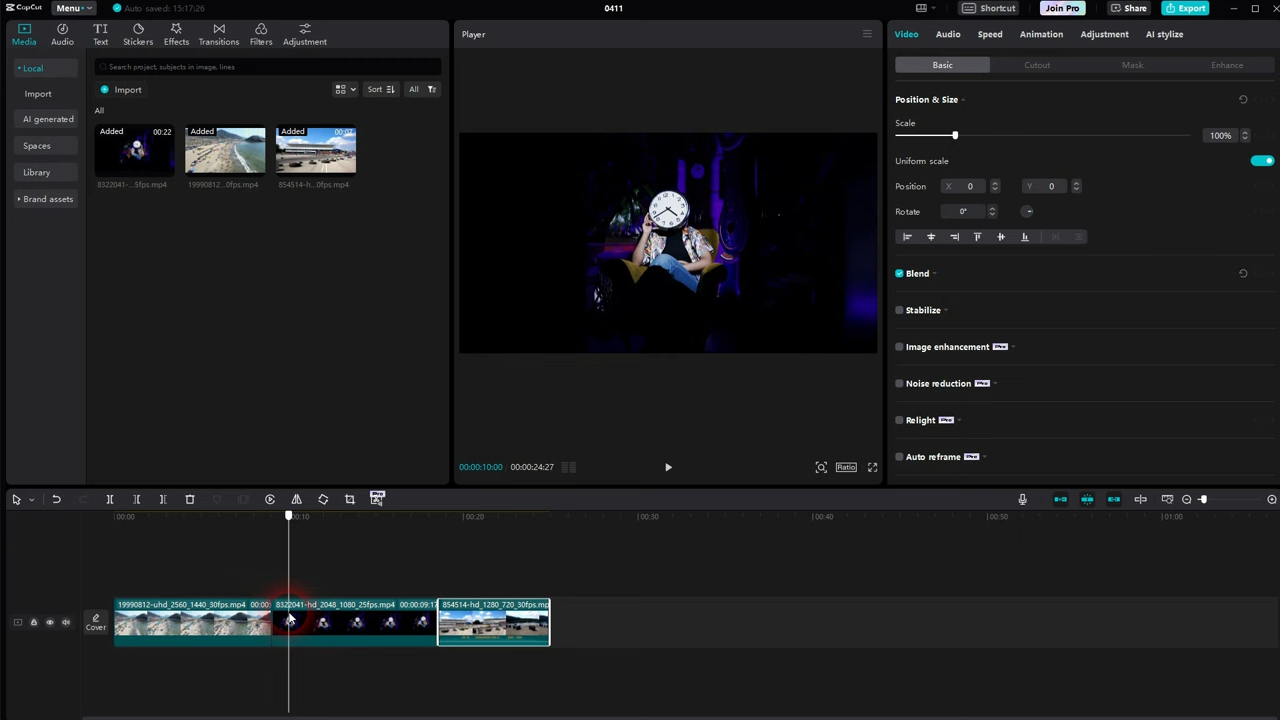 CapCut
Menu
Auto saved: 15:17:26
0411
Shortcut
Join Pro
Share
Export
Media
Audio
Text
Stickers
Effects
Transitions
Filters
Adjustment
Local
Import
AI generated
Spaces
Library
Brand assets
Search project, subjects in image, lines
Import
Sort
All
All
Added
00:22
8322041-...5fps.mp4
Added
19990812...0fps.mp4
Added
00:07
854514-h...0fps.mp4
Player
00:00:10:00
00:00:24:27
Ratio
Video
Audio
Speed
Animation
Adjustment
AI stylize
Basic
Cutout
Mask
Enhance
Position & Size
Scale
100%
Uniform scale
Position
X
0
Y
0
Rotate
0°
Blend
Stabilize
Image enhancement
Pro
Noise reduction
Pro
Relight
Pro
Auto reframe
Pro
Pro
00:00
00:10
00:20
00:30
00:40
00:50
01:00
Cover
19990812-uhd_2560_1440_30fps.mp4 00:00:
8322041-hd_2048_1080_25fps.mp4 00:00:09:17
854514-hd_1280_720_30fps.mp